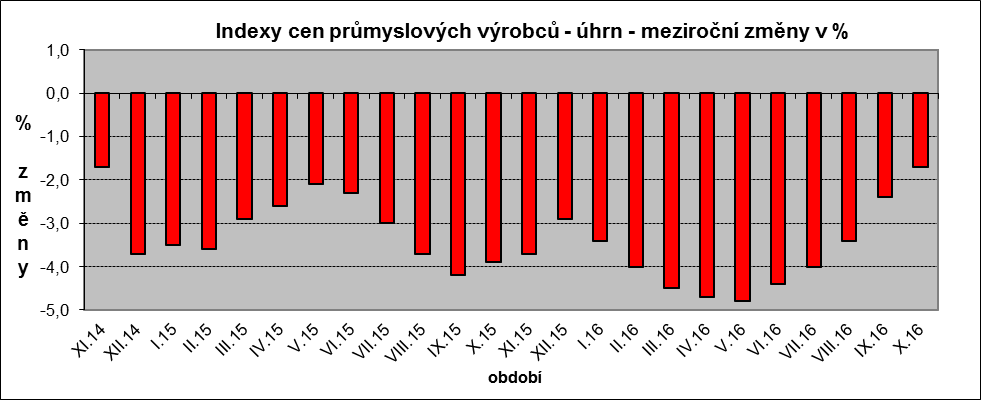 Indexy cen průmyslových výrobců - úhrn - meziroční změny v %
% změny
1,0
0,0
-1,0
-2,0
-3,0
-4,0
-5,0
XI.14
XII.14
I.15
II.15
III.15
IV.15
V.15
VI.15
VII.15
VIII.15
IX.15
X.15
XI.15
XII.15
I.16
II.16
III.16
IV.16
V.16
VI.16
VII.16
VIII.16
IX.16
X.16
období